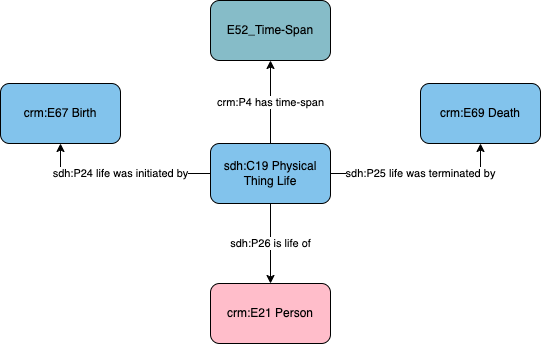 E52_Time-Span
crm:P4 has time-span
crm:E67 Birth
crm:E69 Death
sdh:P24 life was initiated by
sdh:C19 Physical
Thing Life
sdh:P25 life was terminated by
sdh:P26 is life of
crm:E21 Person